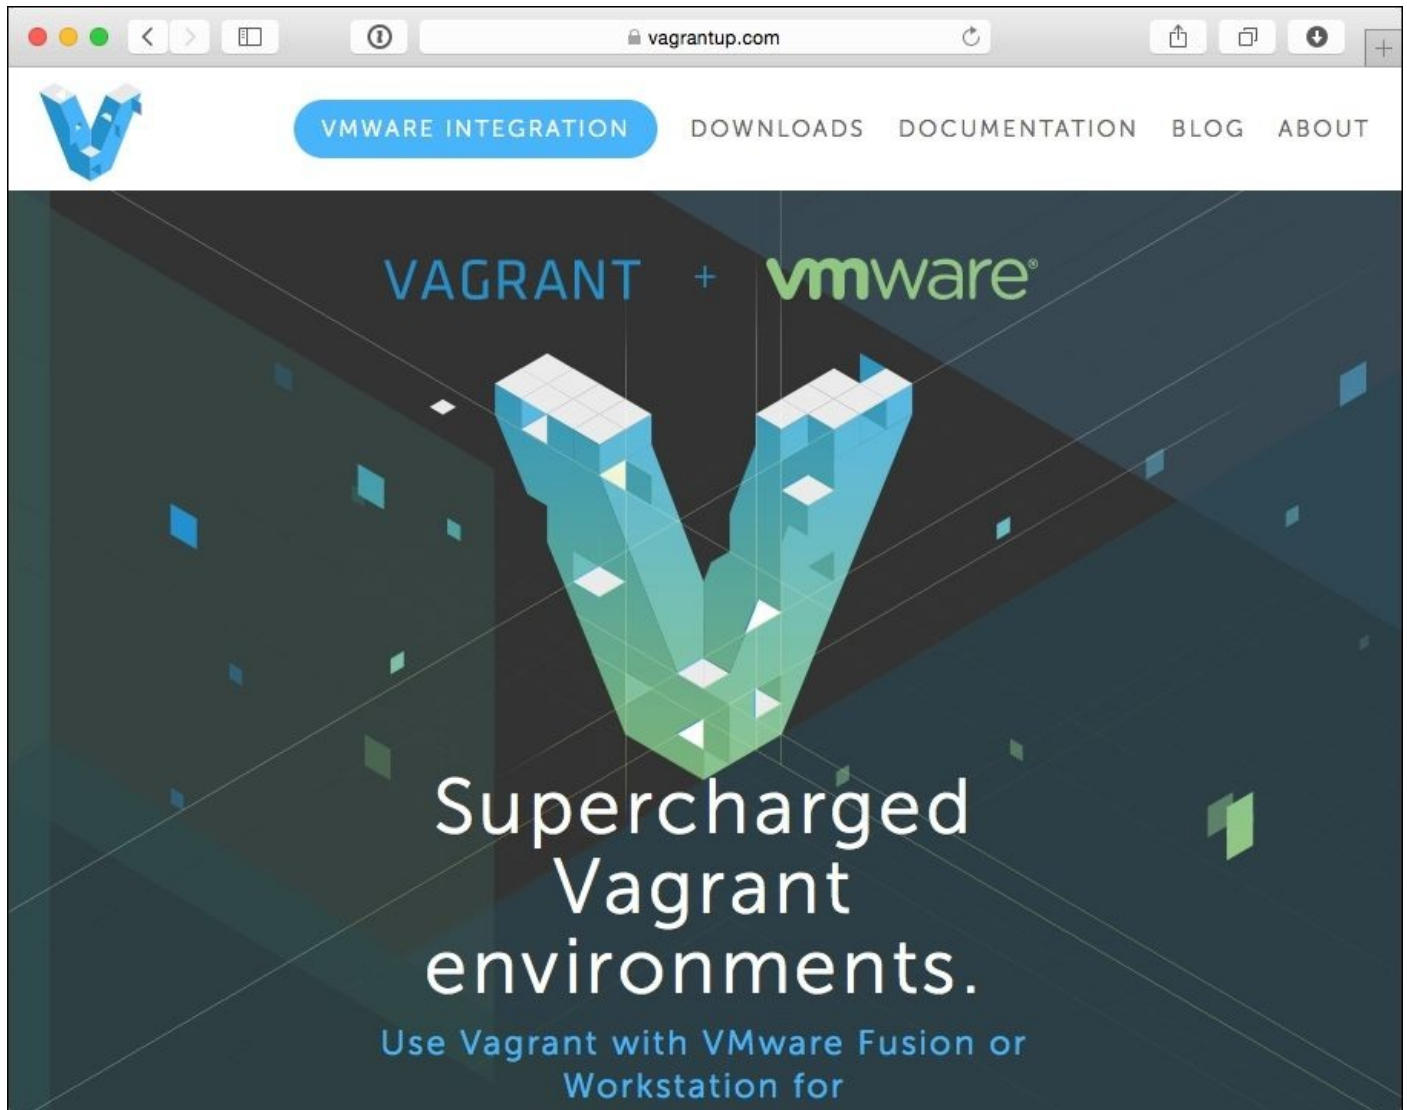 vagrantup.com
VMWARE INTEGRATION DOWNLOADS DOCUMENTATION BLOG ABOUT
VAGRANT + vmware®
Supercharged
Vagrant
environments.
Use Vagrant with VMware Fusion or
Workstation for